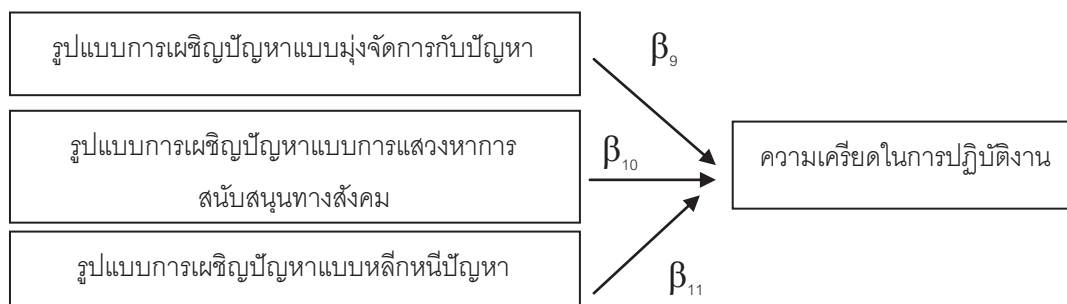 รูปแบบการเผชิญปัญหาแบบมุ่งจัดการกับปัญหา
β₉
รูปแบบการเผชิญปัญหาแบบการแสวงหาการ
สนับสนุนทางสังคม
β₁₀
ความเครียดในการปฏิบัติงาน
รูปแบบการเผชิญปัญหาแบบหลีกหนีปัญหา
β₁₁